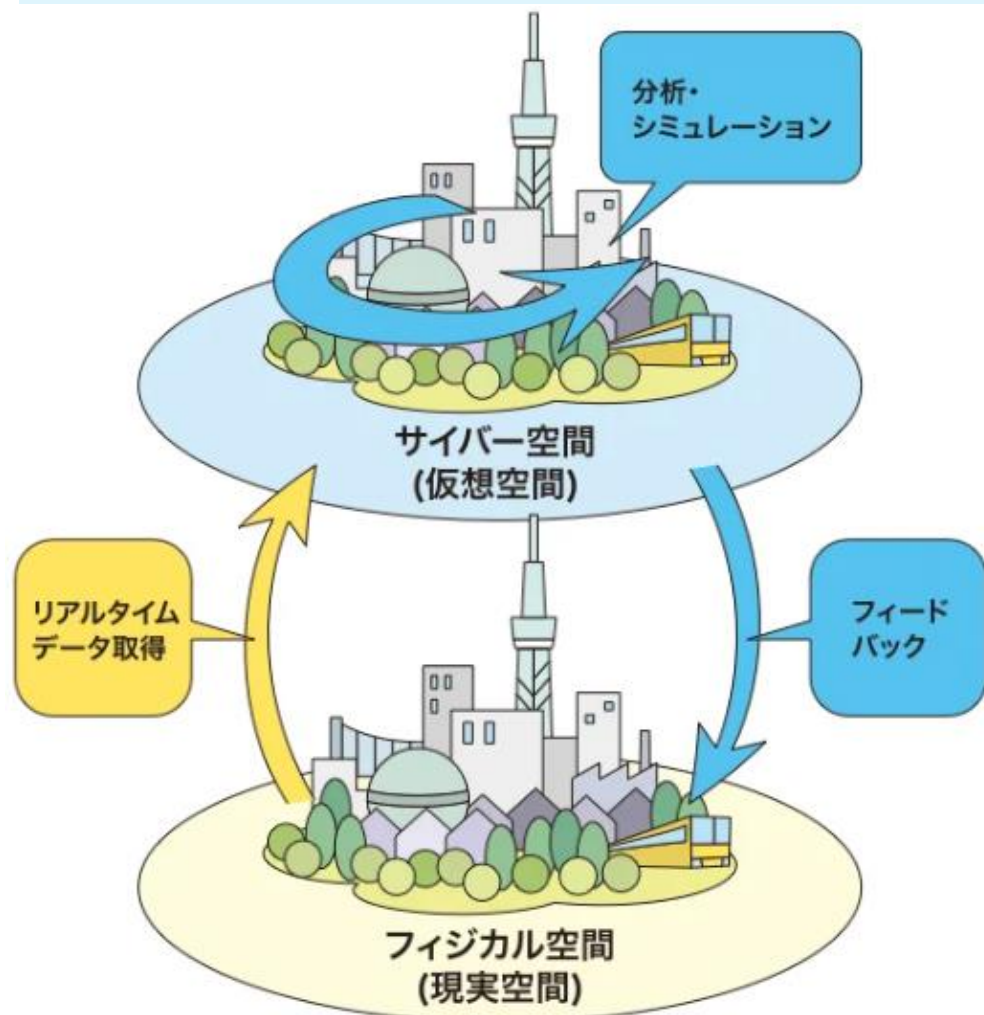 分析・
シミュレーション
サイバー空間
(仮想空間)
リアルタイム
データ取得
フィード
バック
フィジカル空間
(現実空間)